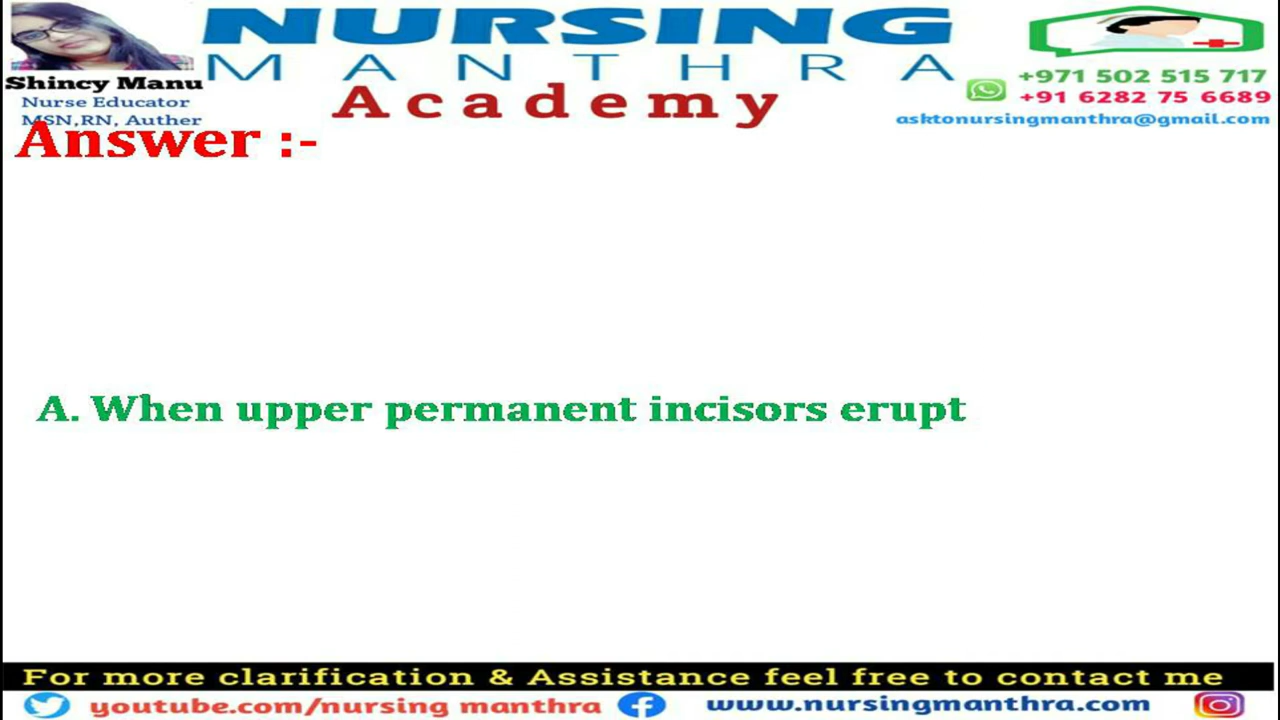 NURSING
MANTHRA
Academy
Shincy Manu
Nurse Educator
MSN,RN, Auther
+971 502 515 717
+91 6282 75 6689
asktonursingmanthra@gmail.com
Answer :-
A. When upper permanent incisors erupt
For more clarification & Assistance feel free to contact me
youtube.com/nursing manthra
www.nursingmanthra.com